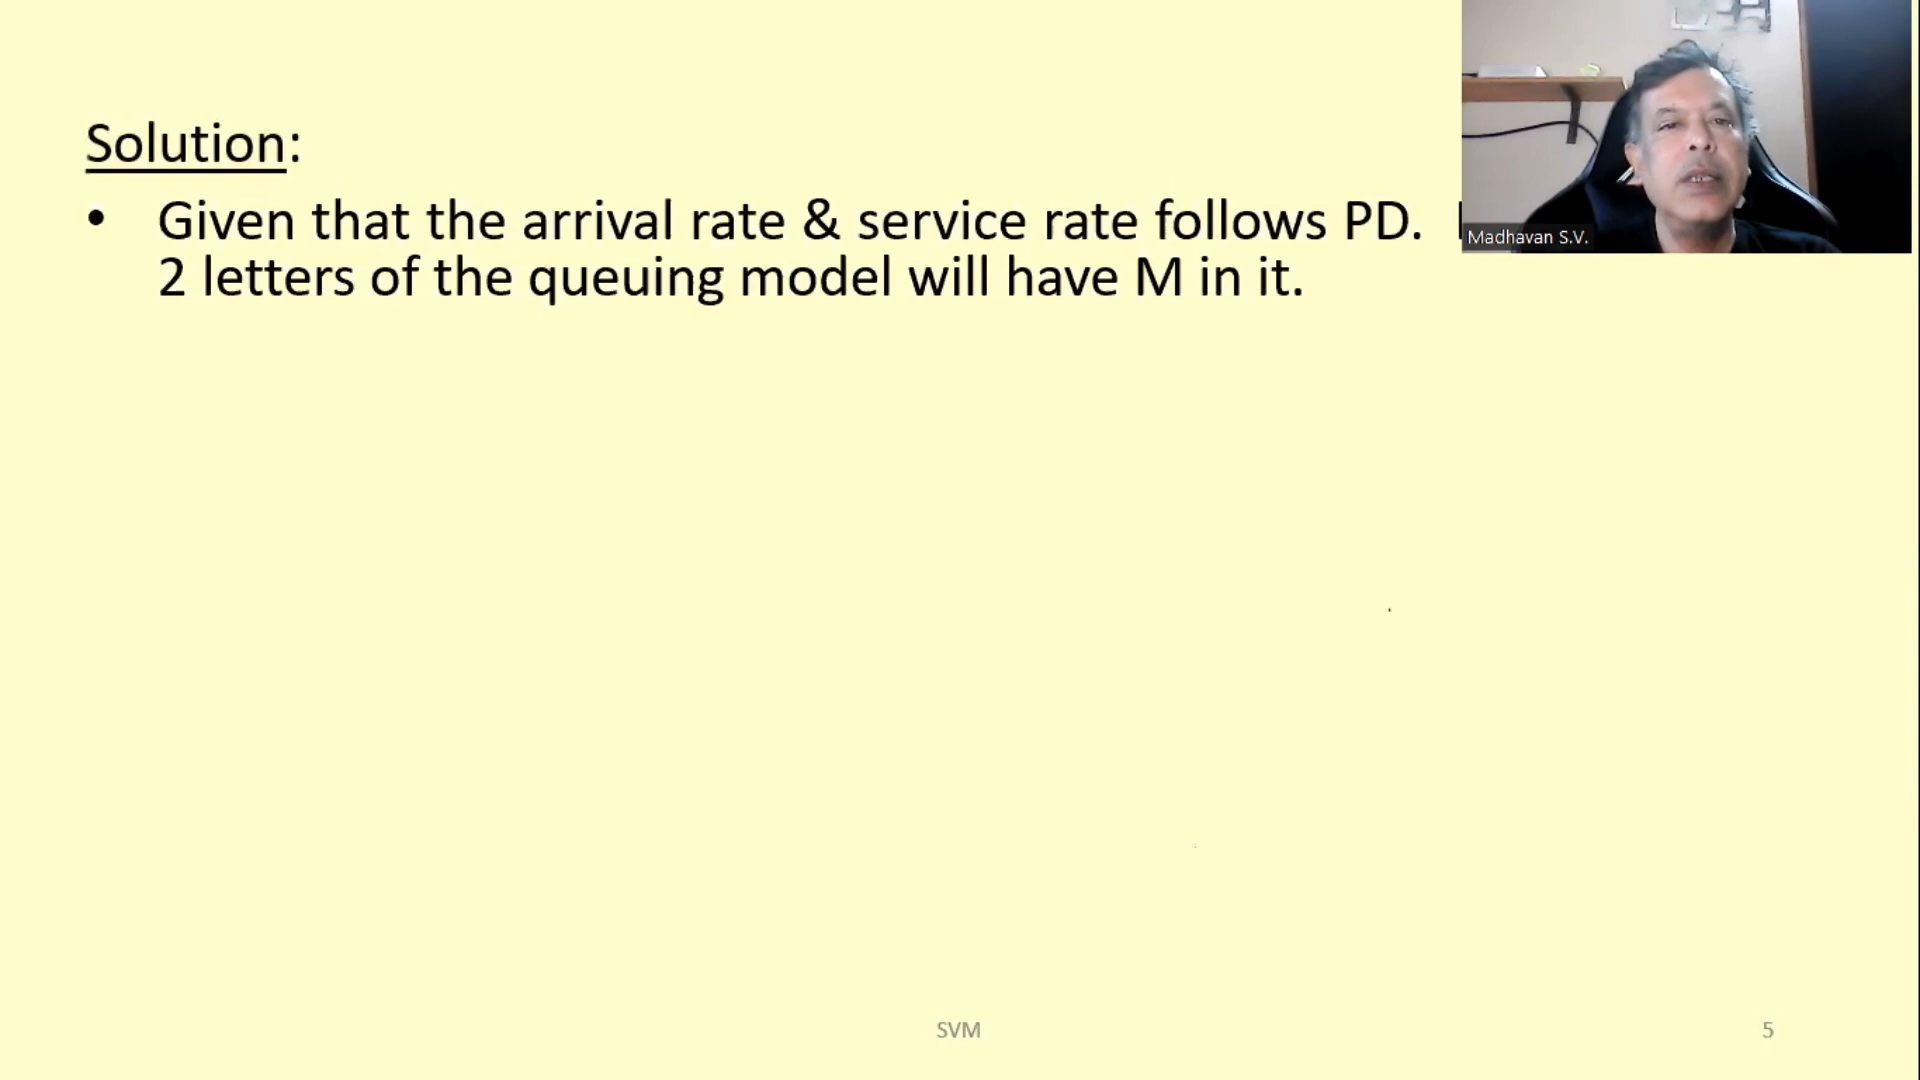 Solution:
• Given that the arrival rate & service rate follows PD.
2 letters of the queuing model will have M in it.
Madhavan S.V.
SVM
5